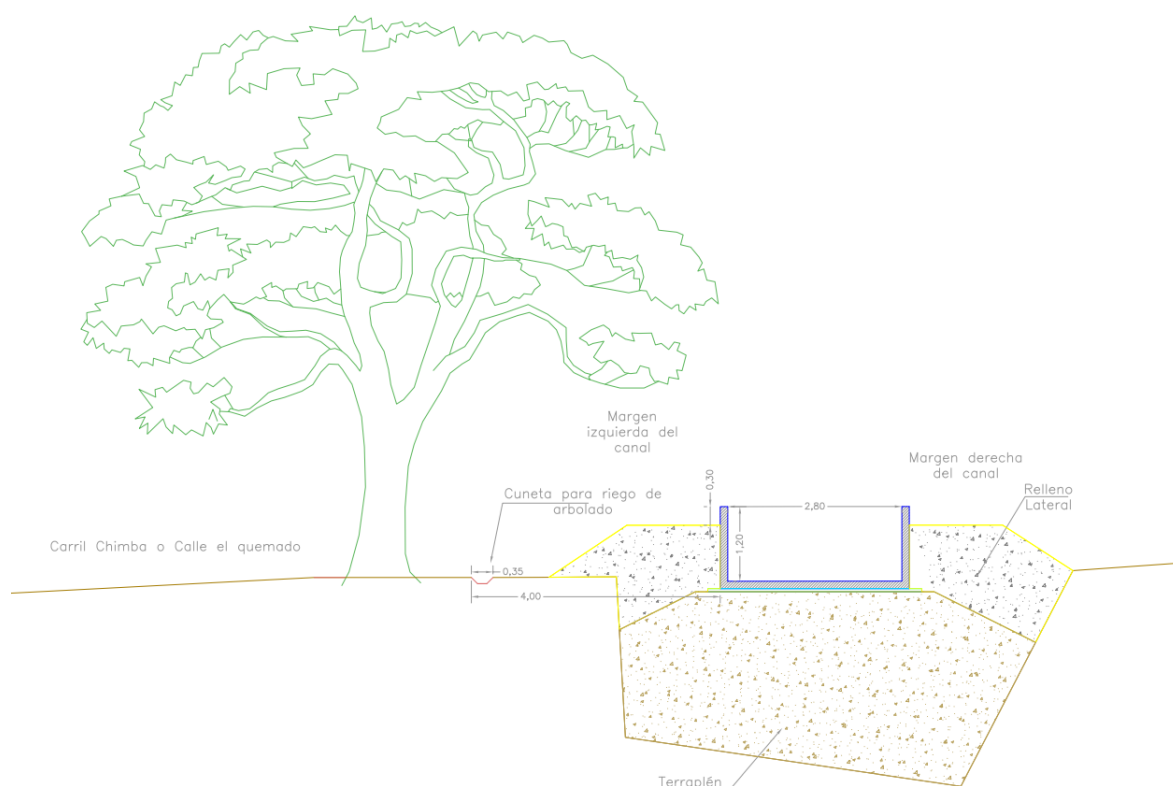 Margen
izquierda del
canal
Margen derecha
del canal
Relleno
Lateral
Cuneta para riego de
arbolado
Carril Chimba o Calle el quemado
0,30
2,80
1,20
0,35
4,00
Terraplén